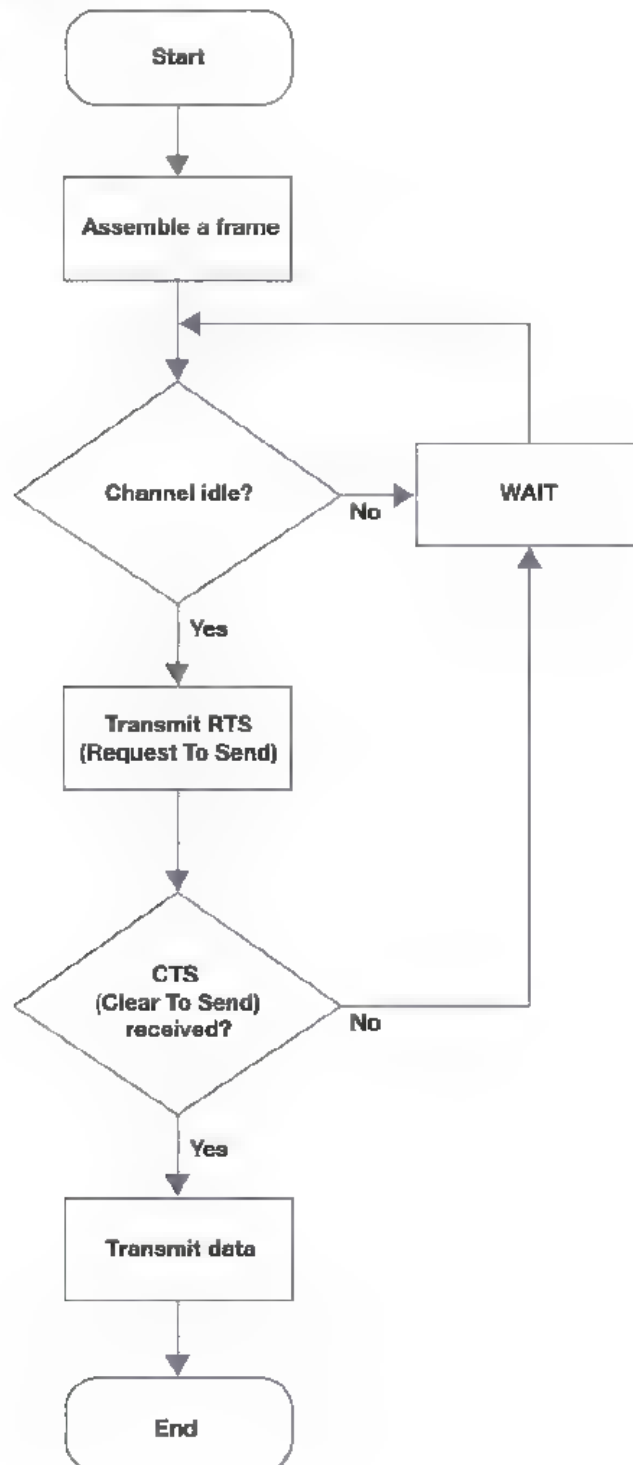 Start
Assemble a frame
Channel idle?
No
WAIT
Yes
Transmit RTS
(Request To Send)
CTS
(Clear To Send)
received?
No
Yes
Transmit data
End